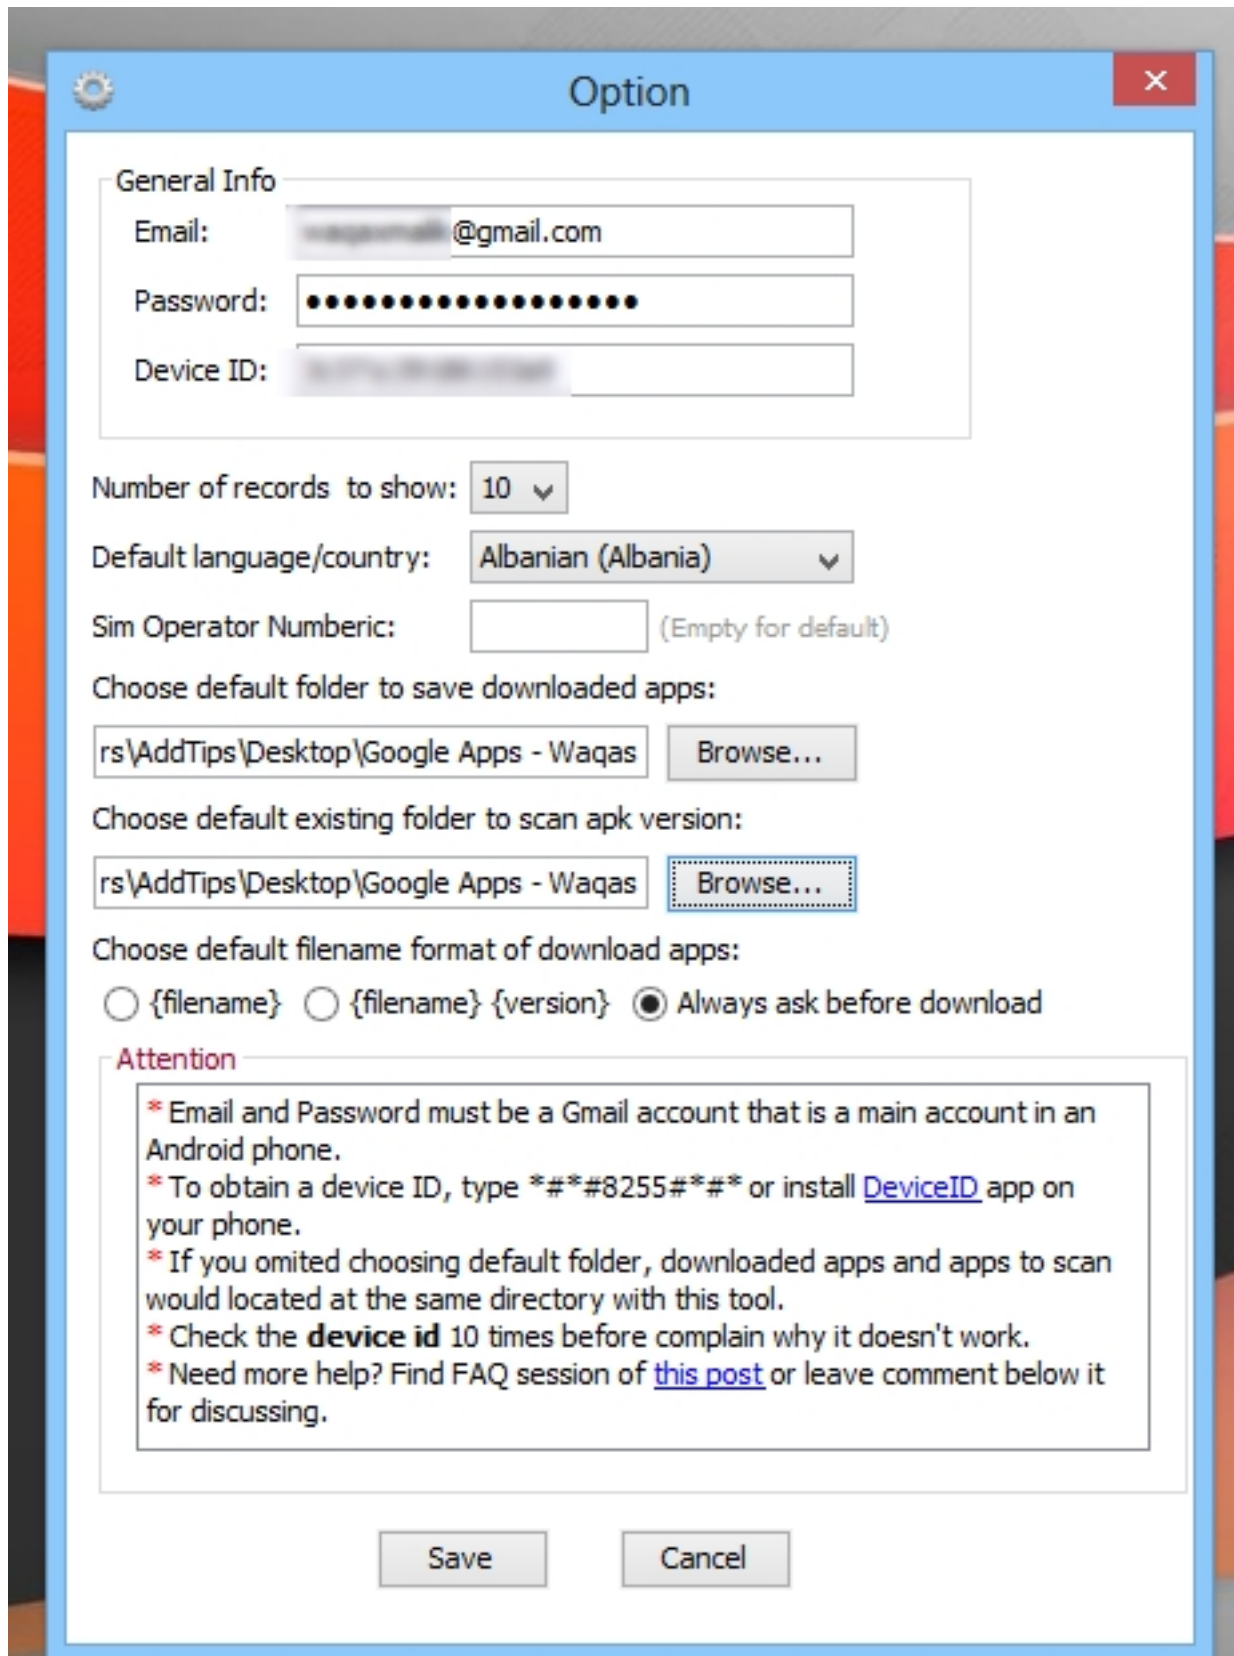 Option
General Info
Email: @gmail.com
Password: ••••••••••••••••••
Device ID:
Number of records to show: 10
Default language/country: Albanian (Albania)
Sim Operator Numberic: (Empty for default)
Choose default folder to save downloaded apps:
rs\AddTips\Desktop\Google Apps - Waqas Browse...
Choose default existing folder to scan apk version:
rs\AddTips\Desktop\Google Apps - Waqas Browse...
Choose default filename format of download apps:
{filename} {filename} {version} Always ask before download
Attention
* Email and Password must be a Gmail account that is a main account in an
Android phone.
* To obtain a device ID, type *#*#8255#*#* or install DeviceID app on
your phone.
* If you omited choosing default folder, downloaded apps and apps to scan
would located at the same directory with this tool.
* Check the device id 10 times before complain why it doesn't work.
* Need more help? Find FAQ session of this post or leave comment below it
for discussing.
Save Cancel